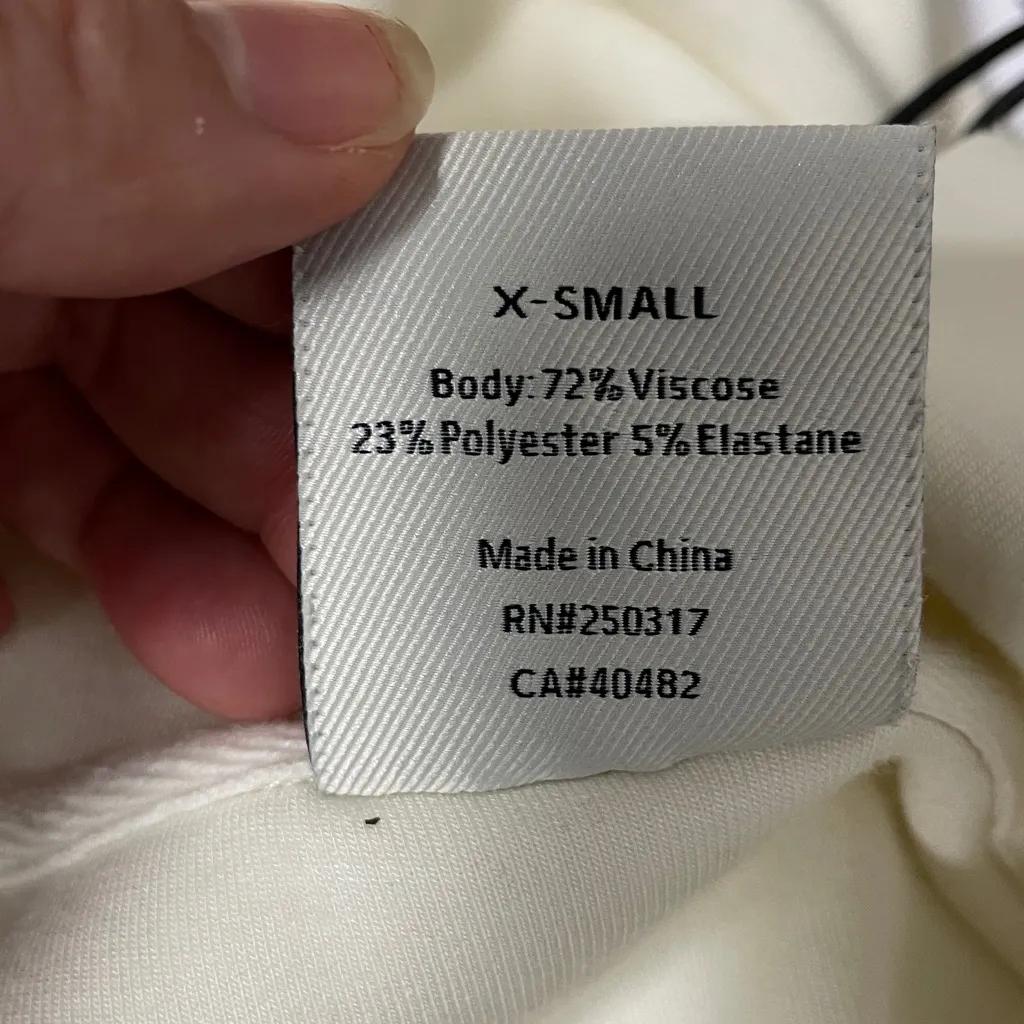 X-SMALL
Body: 72% Viscose
23% Polyester 5% Elastane
Made in China
RN#250317
CA#40482